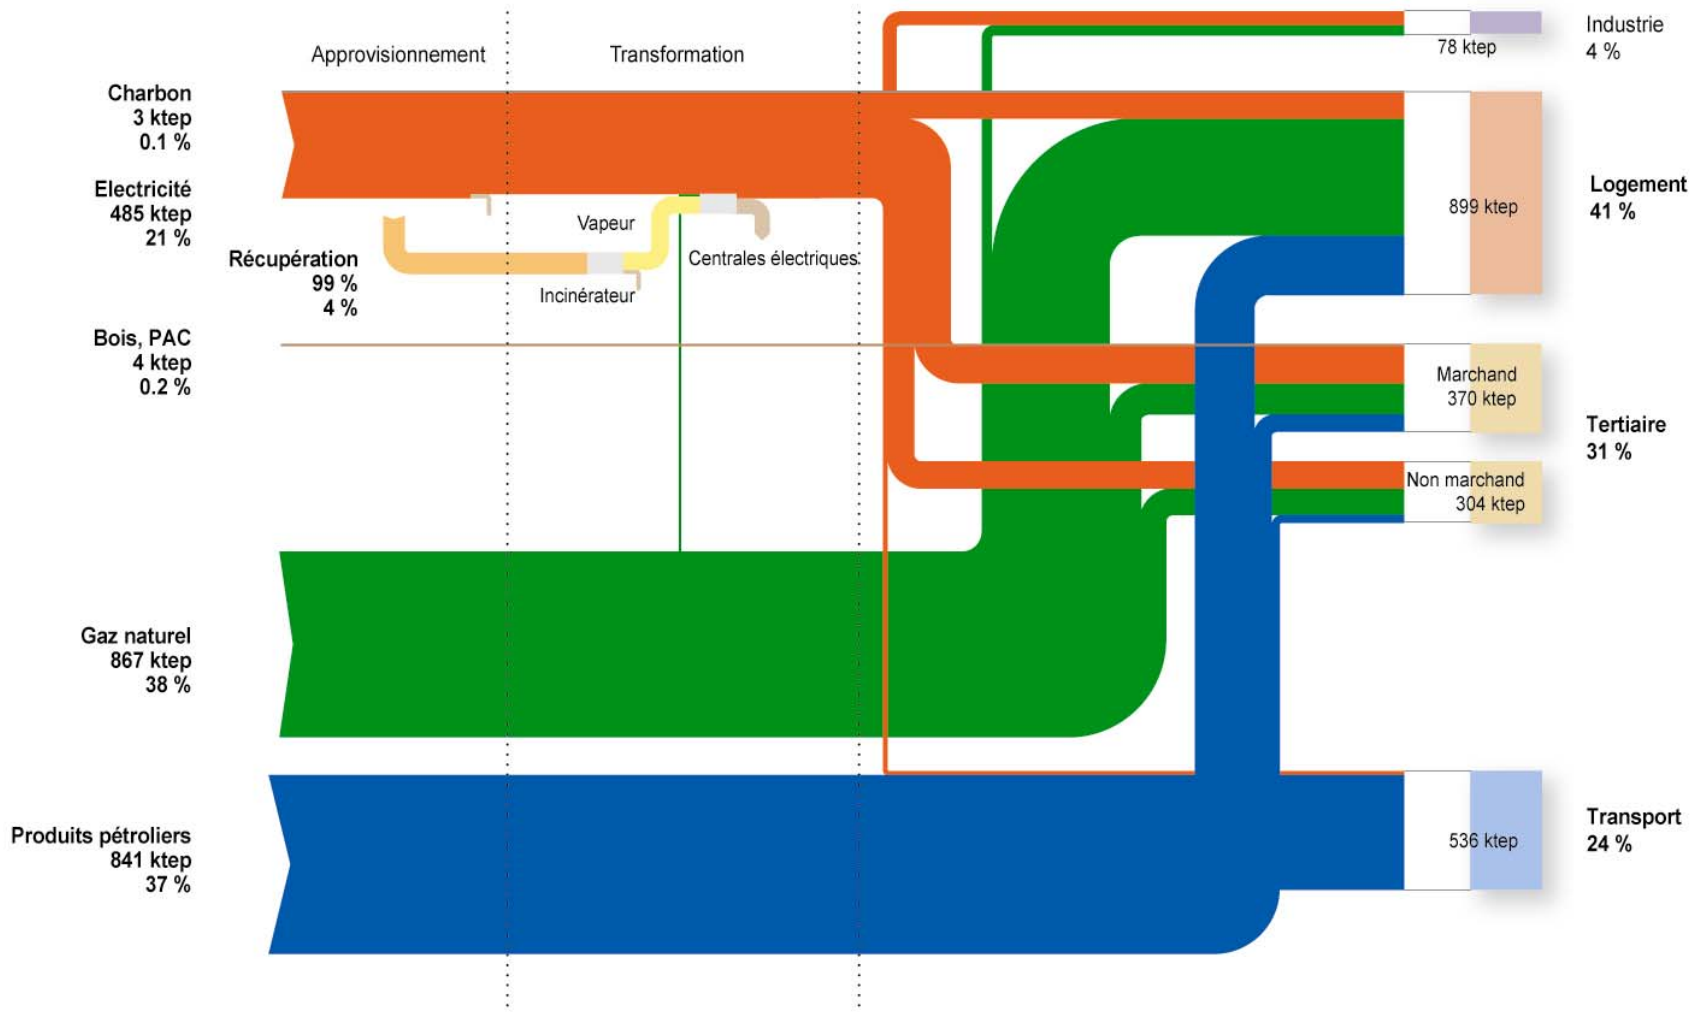 Approvisionnement
Transformation
Charbon
3 ktep
0.1 %
Electricité
485 ktep
21 %
Récupération
99 %
4 %
Bois, PAC
4 ktep
0.2 %
Gaz naturel
867 ktep
38 %
Produits pétroliers
841 ktep
37 %
Vapeur
Incinérateur
Centrales électriques
78 ktep
Industrie
4 %
899 ktep
Logement
41 %
Marchand
370 ktep
Non marchand
304 ktep
Tertiaire
31 %
536 ktep
Transport
24 %